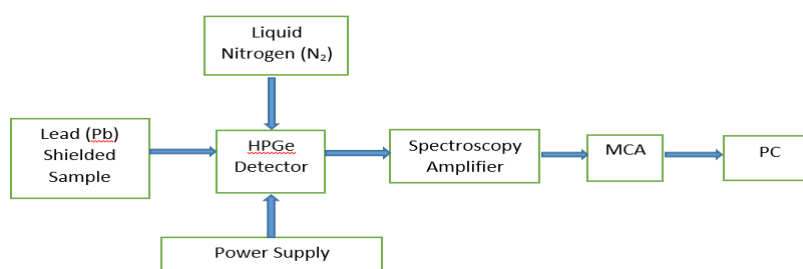 Liquid
Nitrogen (N₂)
Lead (Pb)
Shielded
Sample
HPGe
Detector
Spectroscopy
Amplifier
MCA
PC
Power Supply